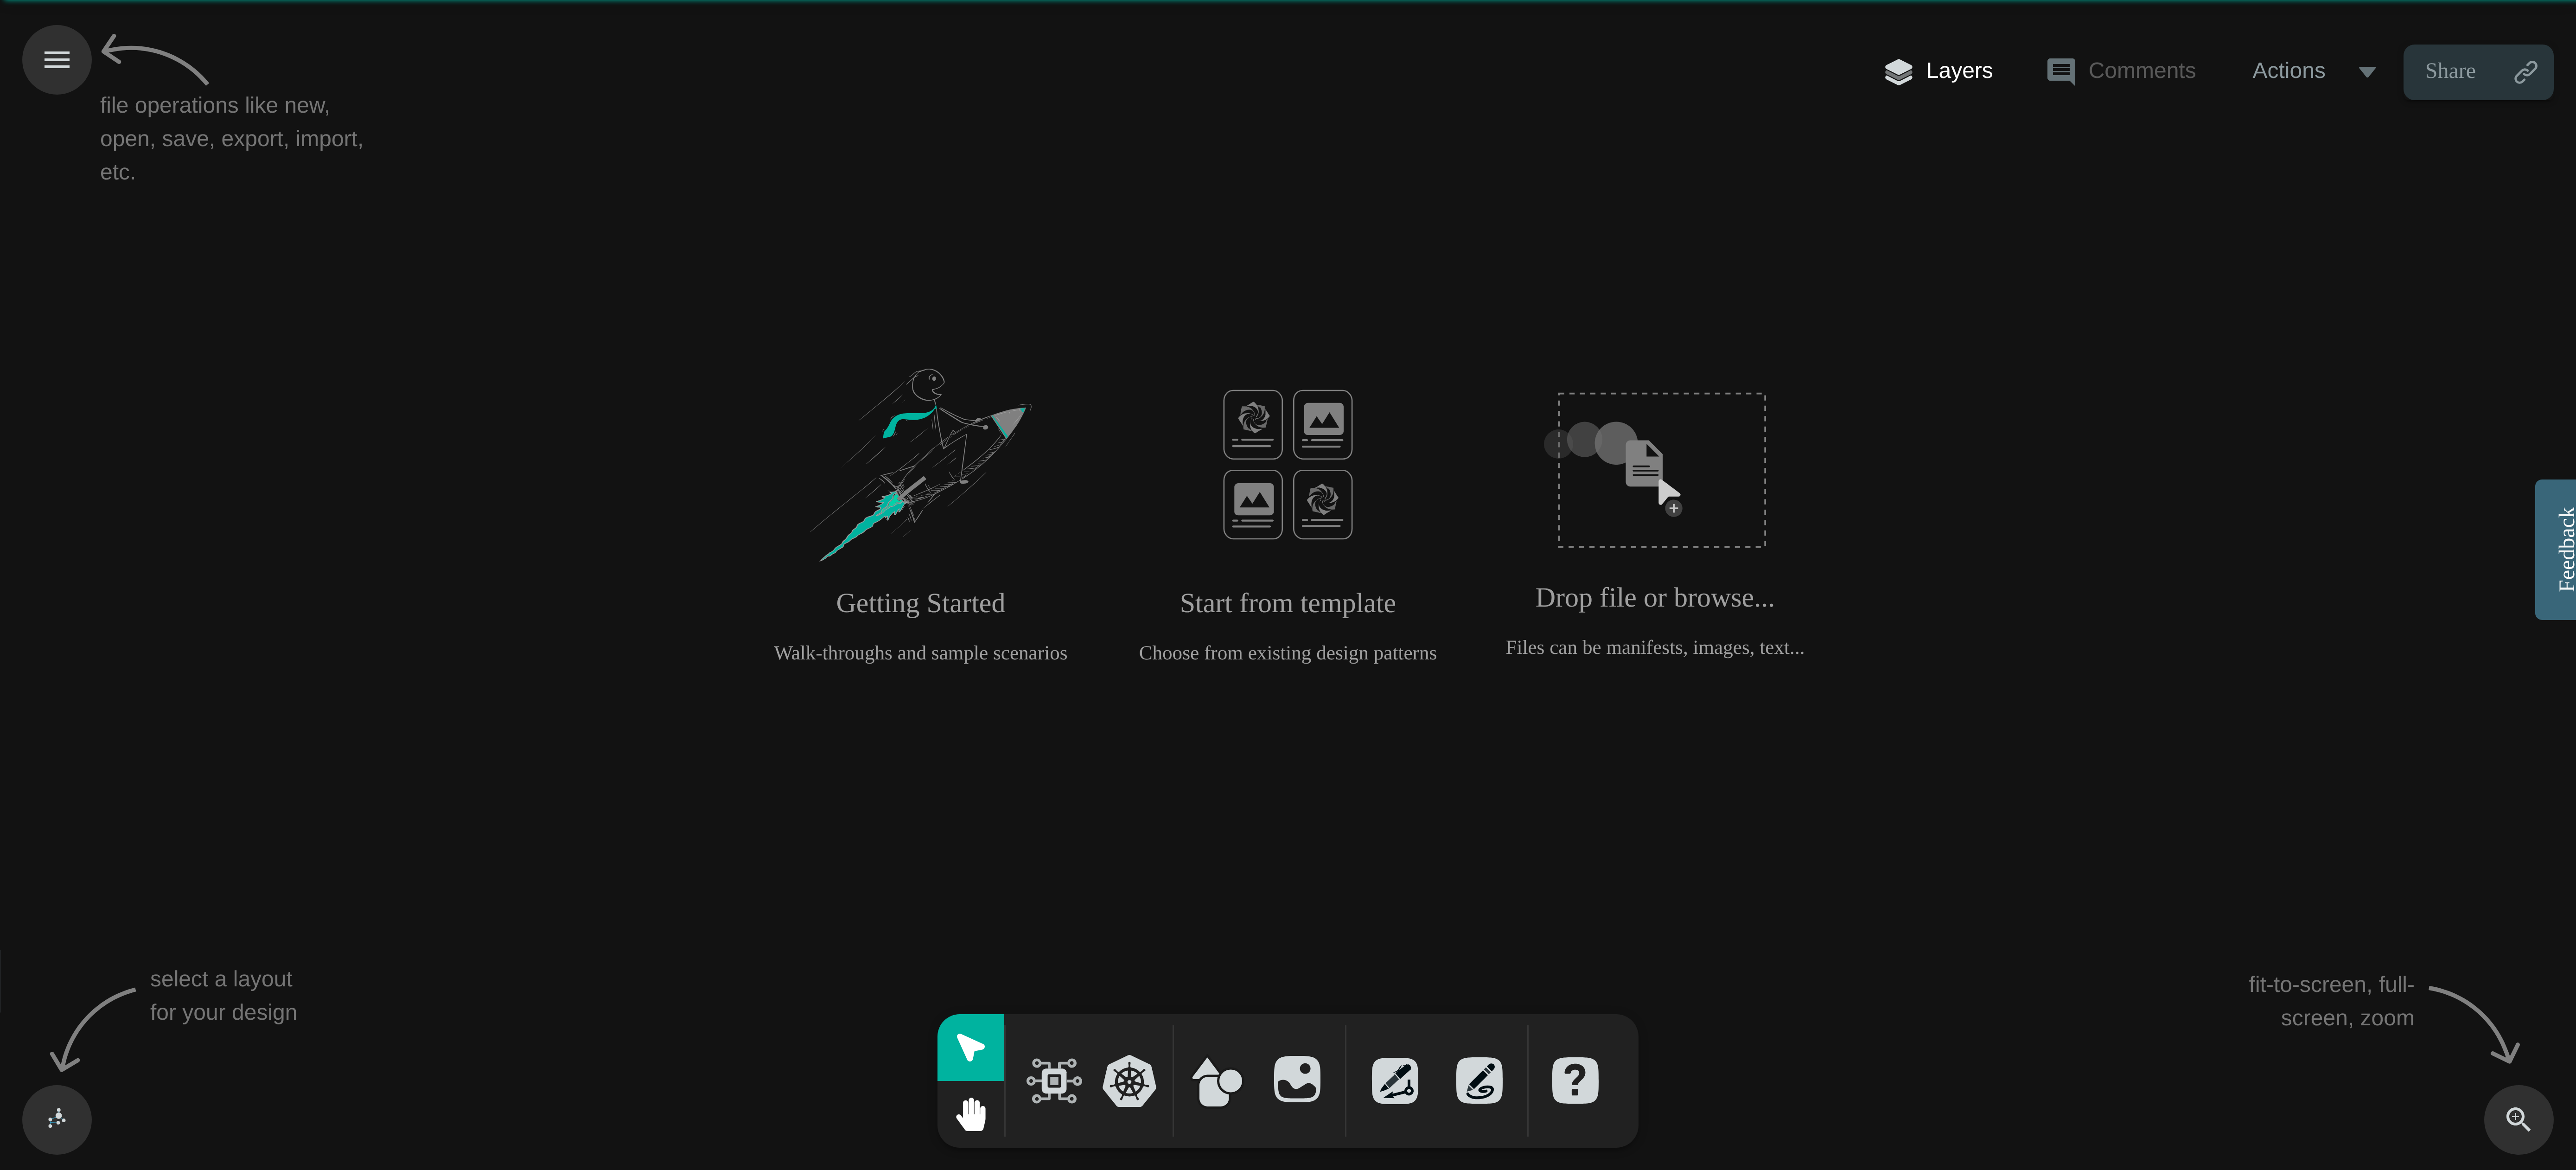 file operations like new,
open, save, export, import,
etc.
Layers
Comments
Actions
Share
Getting Started
Walk-throughs and sample scenarios
Start from template
Choose from existing design patterns
Drop file or browse...
Files can be manifests, images, text...
Feedback
select a layout
for your design
fit-to-screen, full-
screen, zoom
?